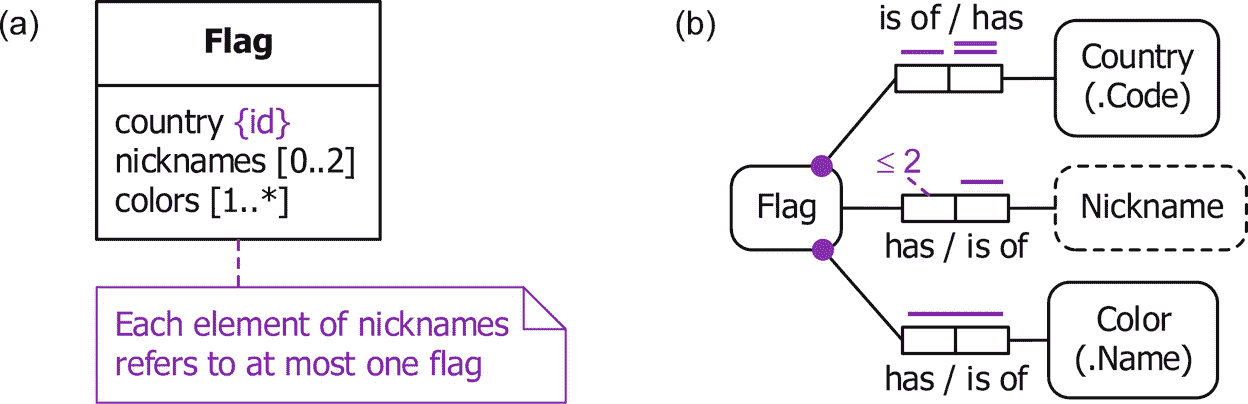 (a)
Flag
country {id}
nicknames [0..2]
colors [1..*]
Each element of nicknames
refers to at most one flag
(b)
is of / has
Country
(.Code)
≤ 2
Flag
Nickname
has / is of
Color
(.Name)
has / is of